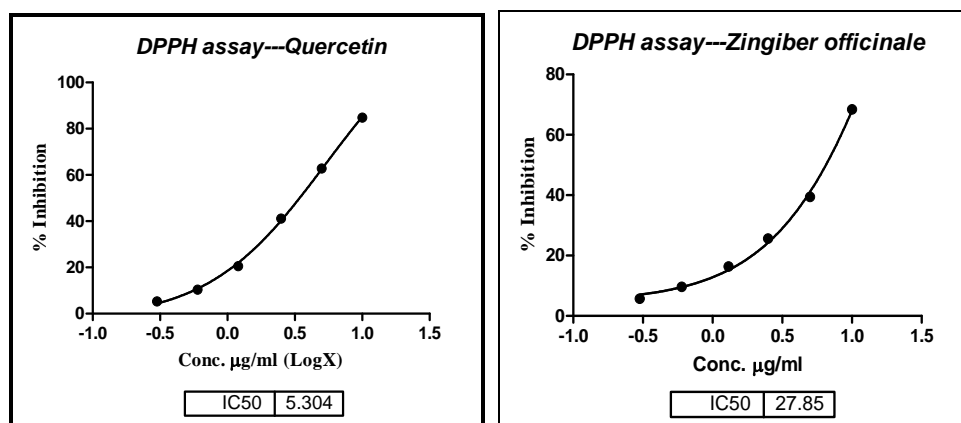 DPPH assay---Quercetin
100
80
60
40
20
0
% Inhibition
-1.0 -0.5 0.0 0.5 1.0 1.5
Conc. µg/ml (LogX)
IC50 5.304
DPPH assay---Zingiber officinale
80
60
40
20
0
% Inhibition
-1.0 -0.5 0.0 0.5 1.0 1.5
Conc. µg/ml
IC50 27.85